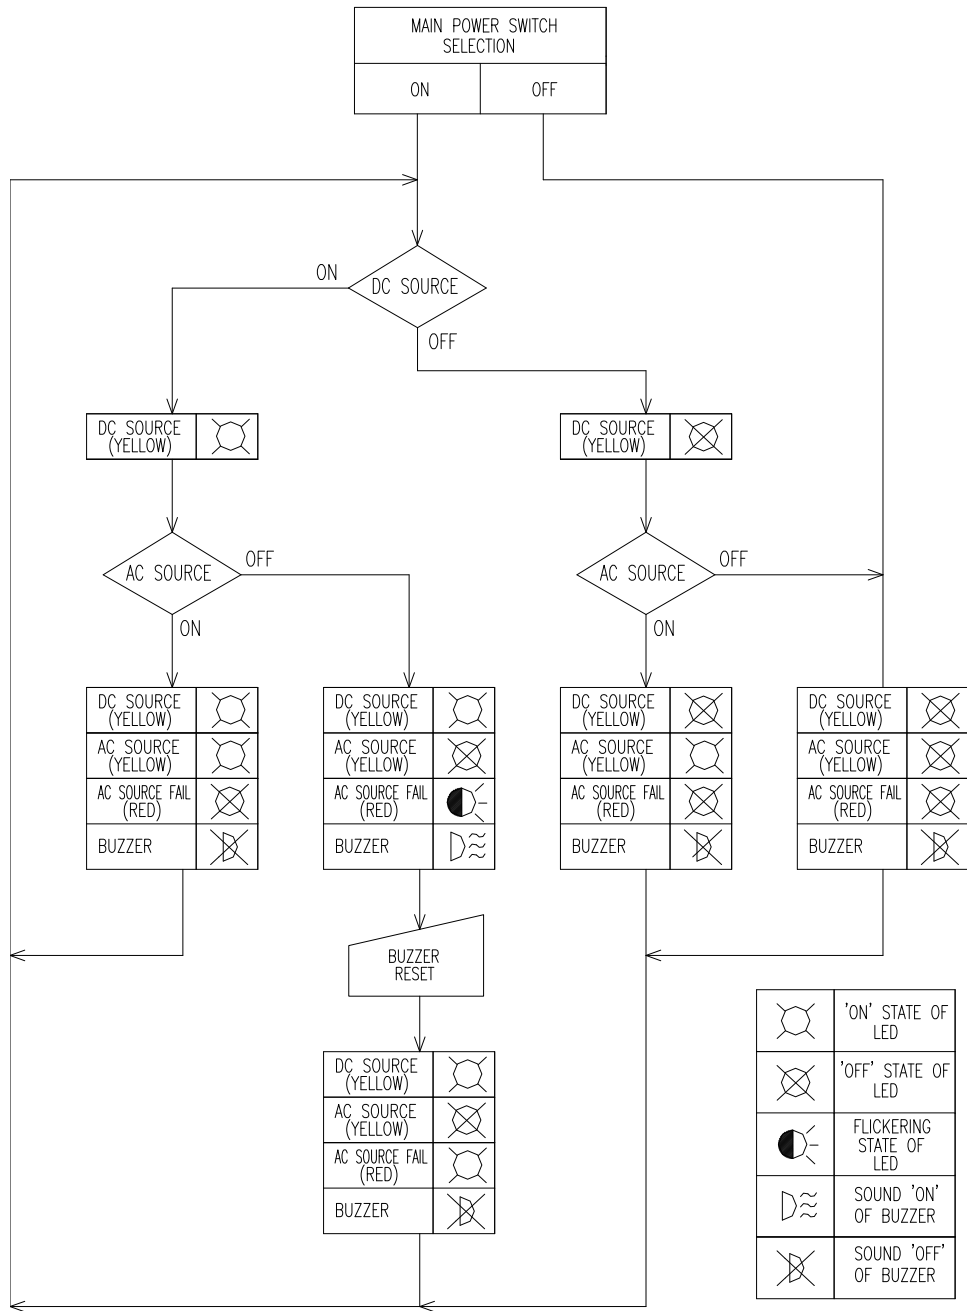 MAIN POWER SWITCH
SELECTION
ON
OFF
ON
DC SOURCE
OFF
DC SOURCE
(YELLOW)
DC SOURCE
(YELLOW)
AC SOURCE
OFF
ON
AC SOURCE
OFF
ON
DC SOURCE
(YELLOW)
AC SOURCE
(YELLOW)
AC SOURCE FAIL
(RED)
BUZZER
DC SOURCE
(YELLOW)
AC SOURCE
(YELLOW)
AC SOURCE FAIL
(RED)
BUZZER
DC SOURCE
(YELLOW)
AC SOURCE
(YELLOW)
AC SOURCE FAIL
(RED)
BUZZER
DC SOURCE
(YELLOW)
AC SOURCE
(YELLOW)
AC SOURCE FAIL
(RED)
BUZZER
BUZZER
RESET
DC SOURCE
(YELLOW)
AC SOURCE
(YELLOW)
AC SOURCE FAIL
(RED)
BUZZER
'ON' STATE OF
LED
'OFF' STATE OF
LED
FLICKERING
STATE OF
LED
SOUND 'ON'
OF BUZZER
SOUND 'OFF'
OF BUZZER